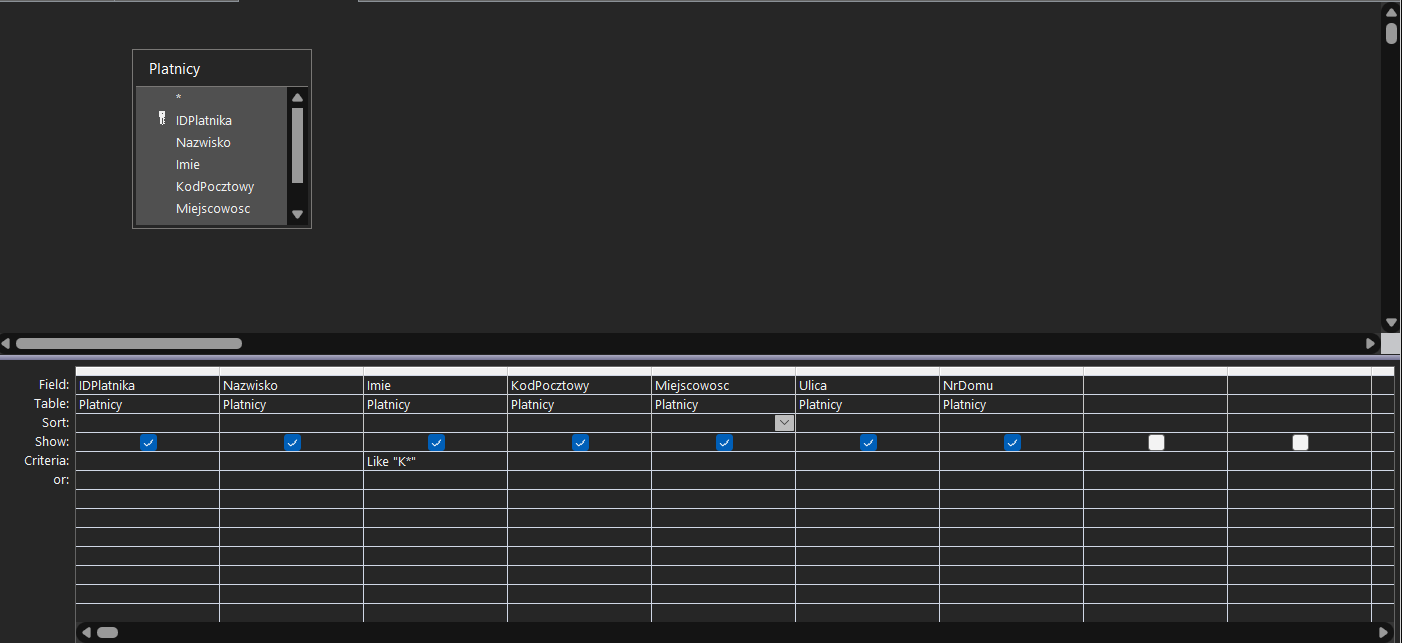 Platnicy
*
IDPlatnika
Nazwisko
Imie
KodPocztowy
Miejscowosc
Field: IDPlatnika Nazwisko Imie KodPocztowy Miejscowosc Ulica NrDomu
Table: Platnicy Platnicy Platnicy Platnicy Platnicy Platnicy Platnicy
Sort:
Show:
Criteria: Like "K*"
or: